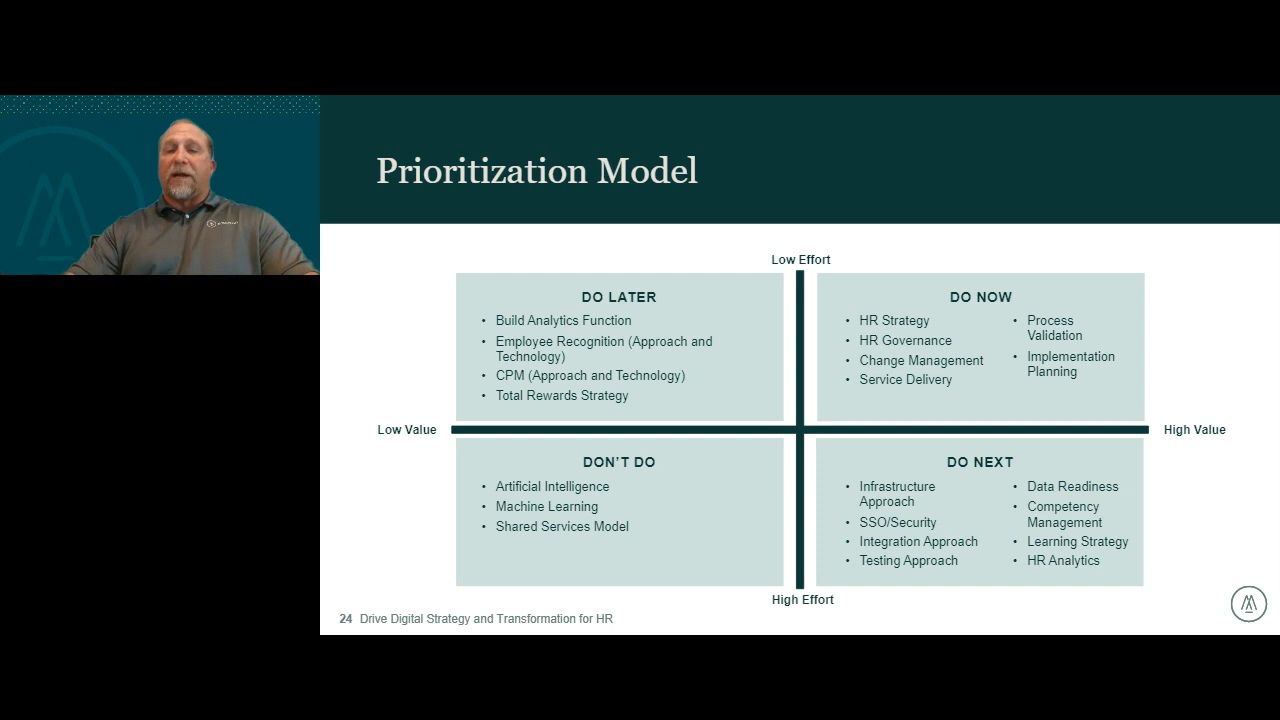 Prioritization Model
Low Effort
DO LATER
• Build Analytics Function
• Employee Recognition (Approach and
Technology)
• CPM (Approach and Technology)
• Total Rewards Strategy
DO NOW
• HR Strategy
• HR Governance
• Change Management
• Service Delivery
• Process
Validation
• Implementation
Planning
Low Value
High Value
DON'T DO
• Artificial Intelligence
• Machine Learning
• Shared Services Model
DO NEXT
• Infrastructure
Approach
• SSO/Security
• Integration Approach
• Testing Approach
• Data Readiness
• Competency
Management
• Learning Strategy
• HR Analytics
High Effort
24 Drive Digital Strategy and Transformation for HR